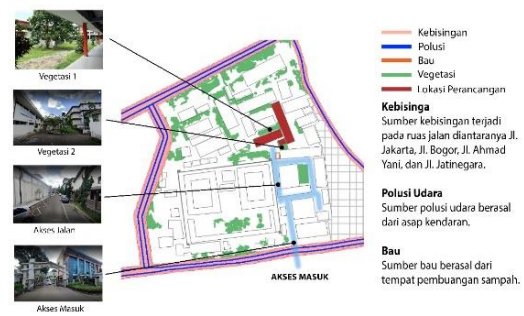 Vegetasi 1
Vegetasi 2
Akses Jalan
Akses Masuk
AKSES MASUK
Kebisingan
Polusi
Bau
Vegetasi
Lokasi Perancangan
Kebisinga
Sumber kebisingan terjadi
pada ruas jalan diantaranya Jl.
Jakarta, Jl. Bogor, Jl. Ahmad
Yani, dan Jl. Jatinegara.
Polusi Udara
Sumber polusi udara berasal
dari asap kendaran.
Bau
Sumber bau berasal dari
tempat pembuangan sampah.